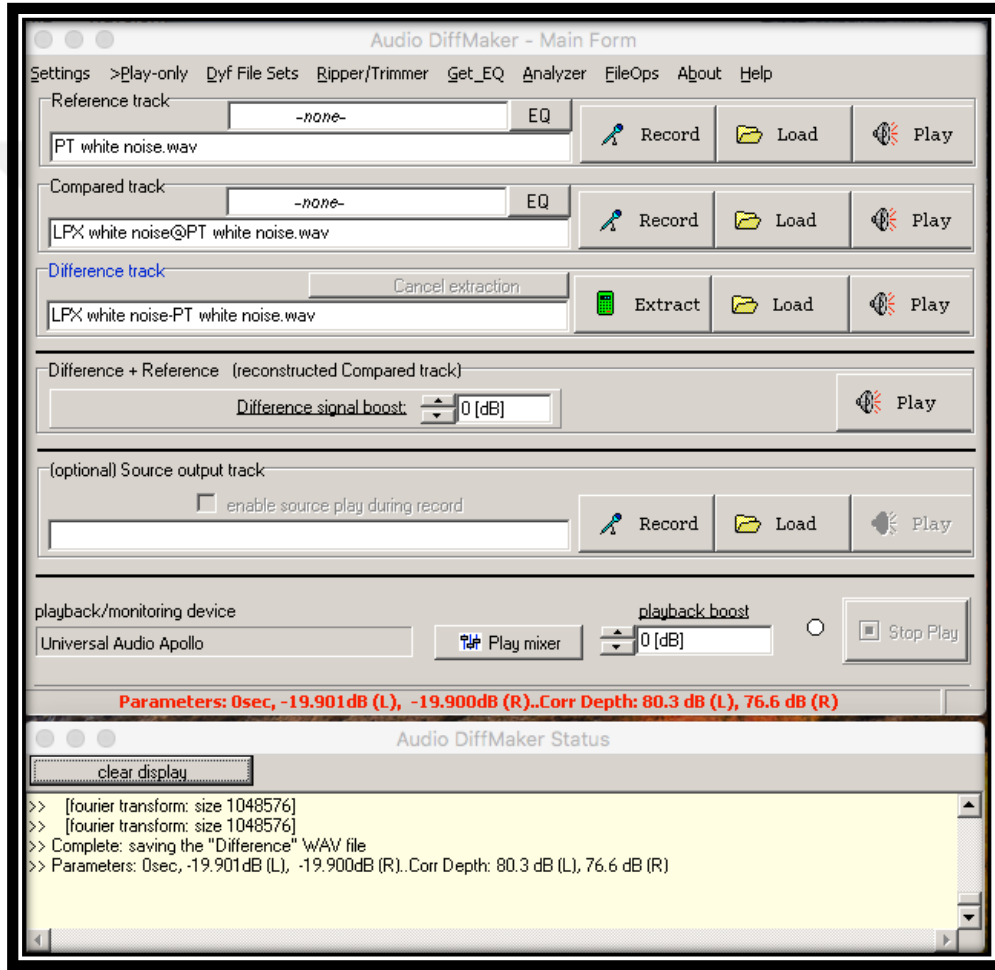 Audio DiffMaker - Main Form
Settings >Play-only Dyf File Sets Ripper/Trimmer Get_EQ Analyzer FileOps About Help
Reference track
-none- EQ
PT white noise.wav
Record Load Play
Compared track
-none- EQ
LPX white noise@PT white noise.wav
Record Load Play
Difference track
Cancel extraction
LPX white noise-PT white noise.wav
Extract Load Play
Difference + Reference (reconstructed Compared track)
Difference signal boost: 0 [dB]
Play
(optional) Source output track
enable source play during record
Record Load Play
playback/monitoring device
Universal Audio Apollo
Play mixer
playback boost
0 [dB]
Stop Play
Parameters: 0sec, -19.901dB (L), -19.900dB (R)..Corr Depth: 80.3 dB (L), 76.6 dB (R)
Audio DiffMaker Status
clear display
>> [fourier transform: size 1048576]
>> [fourier transform: size 1048576]
>> Complete: saving the "Difference" WAV file
>> Parameters: 0sec, -19.901dB (L), -19.900dB (R)..Corr Depth: 80.3 dB (L), 76.6 dB (R)